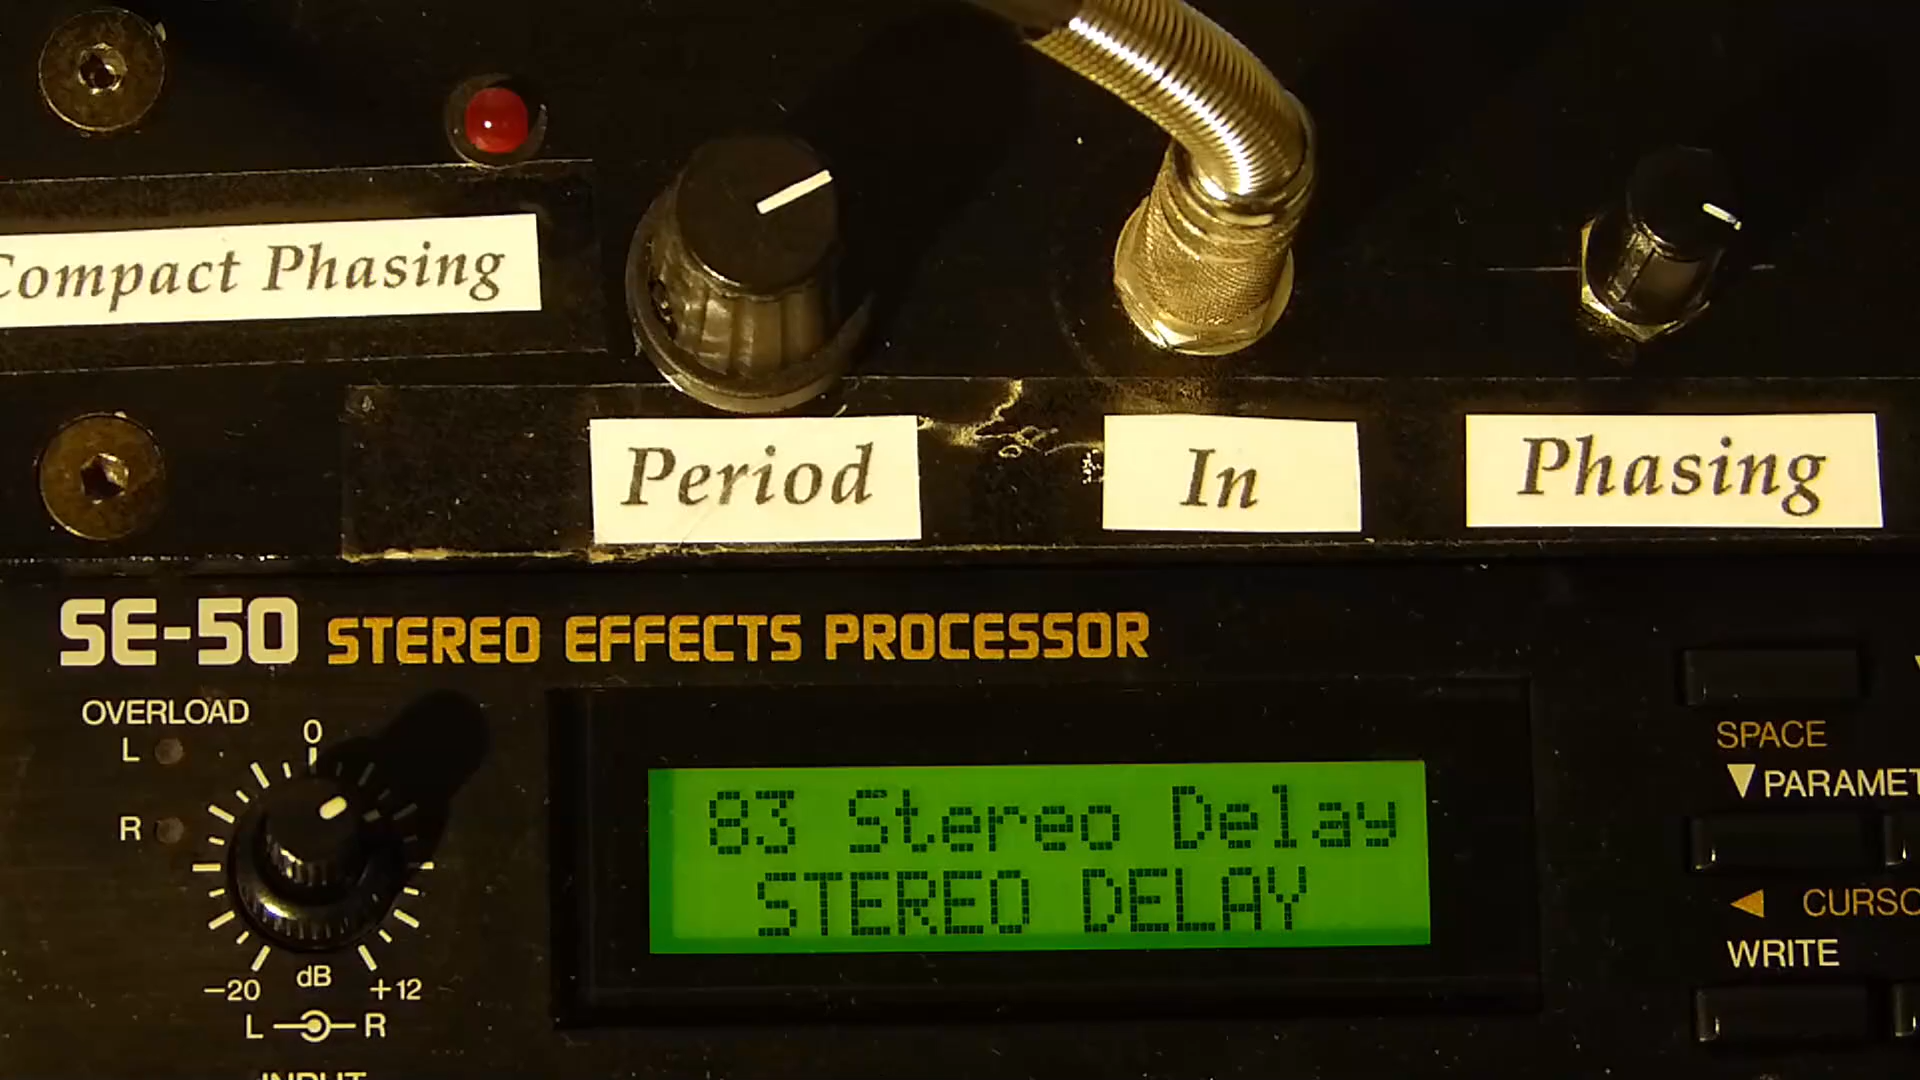 Compact Phasing
Period
In
Phasing
SE-50 STEREO EFFECTS PROCESSOR
OVERLOAD
L
R
0
-20
dB
+12
L
R
83 Stereo Delay
STEREO DELAY
SPACE
▼PARAMET
◀ CURSO
WRITE